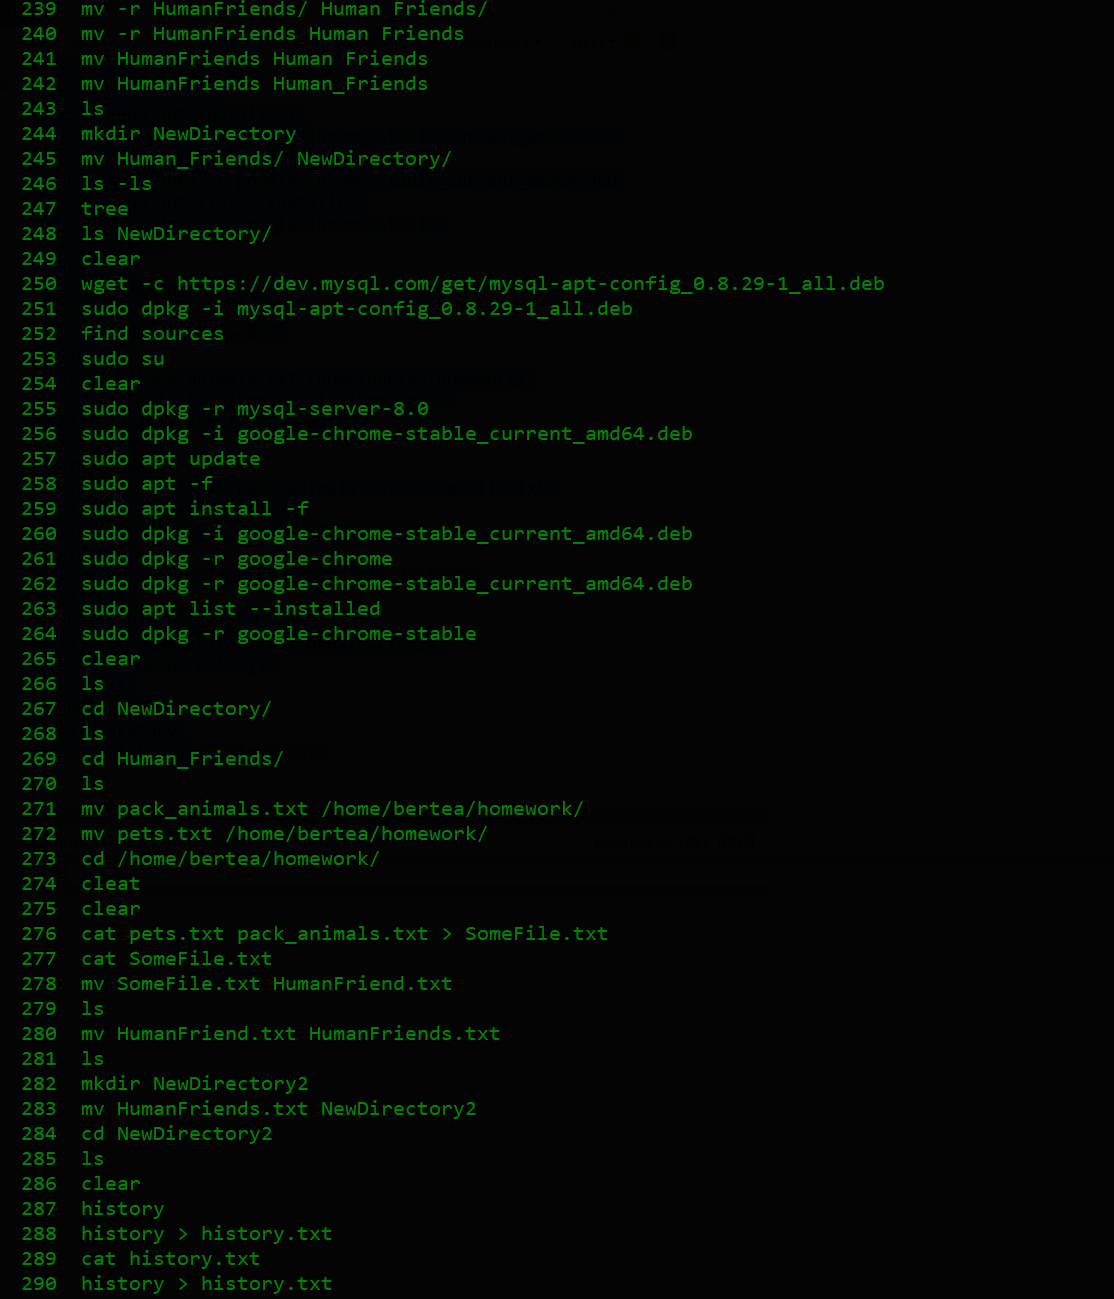 239 mv -r HumanFriends/ Human Friends/
240 mv -r HumanFriends Human Friends
241 mv HumanFriends Human Friends
242 mv HumanFriends Human_Friends
243 ls
244 mkdir NewDirectory
245 mv Human_Friends/ NewDirectory/
246 ls -ls
247 tree
248 ls NewDirectory/
249 clear
250 wget -c https://dev.mysql.com/get/mysql-apt-config_0.8.29-1_all.deb
251 sudo dpkg -i mysql-apt-config_0.8.29-1_all.deb
252 find sources
253 sudo su
254 clear
255 sudo dpkg -r mysql-server-8.0
256 sudo dpkg -i google-chrome-stable_current_amd64.deb
257 sudo apt update
258 sudo apt -f
259 sudo apt install -f
260 sudo dpkg -i google-chrome-stable_current_amd64.deb
261 sudo dpkg -r google-chrome
262 sudo dpkg -r google-chrome-stable_current_amd64.deb
263 sudo apt list --installed
264 sudo dpkg -r google-chrome-stable
265 clear
266 ls
267 cd NewDirectory/
268 ls
269 cd Human_Friends/
270 ls
271 mv pack_animals.txt /home/bertea/homework/
272 mv pets.txt /home/bertea/homework/
273 cd /home/bertea/homework/
274 cleat
275 clear
276 cat pets.txt pack_animals.txt > SomeFile.txt
277 cat SomeFile.txt
278 mv SomeFile.txt HumanFriend.txt
279 ls
280 mv HumanFriend.txt HumanFriends.txt
281 ls
282 mkdir NewDirectory2
283 mv HumanFriends.txt NewDirectory2
284 cd NewDirectory2
285 ls
286 clear
287 history
288 history > history.txt
289 cat history.txt
290 history > history.txt